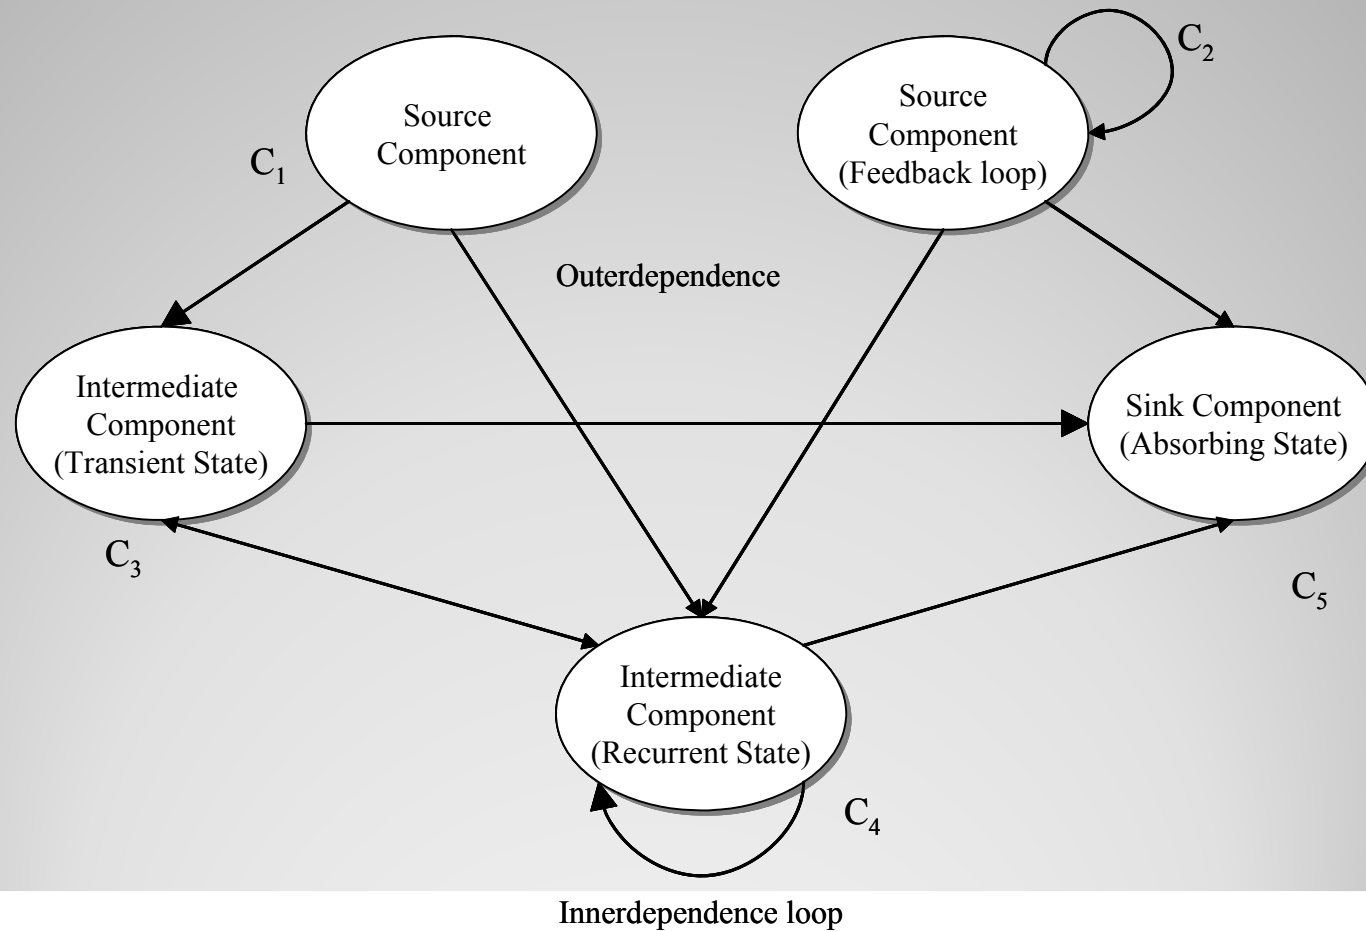 C2
Source
Component
Source
Component
(Feedback loop)
C1
Outerdependence
Intermediate
Component
(Transient State)
Sink Component
(Absorbing State)
C3
C5
Intermediate
Component
(Recurrent State)
C4
Innerdependence loop